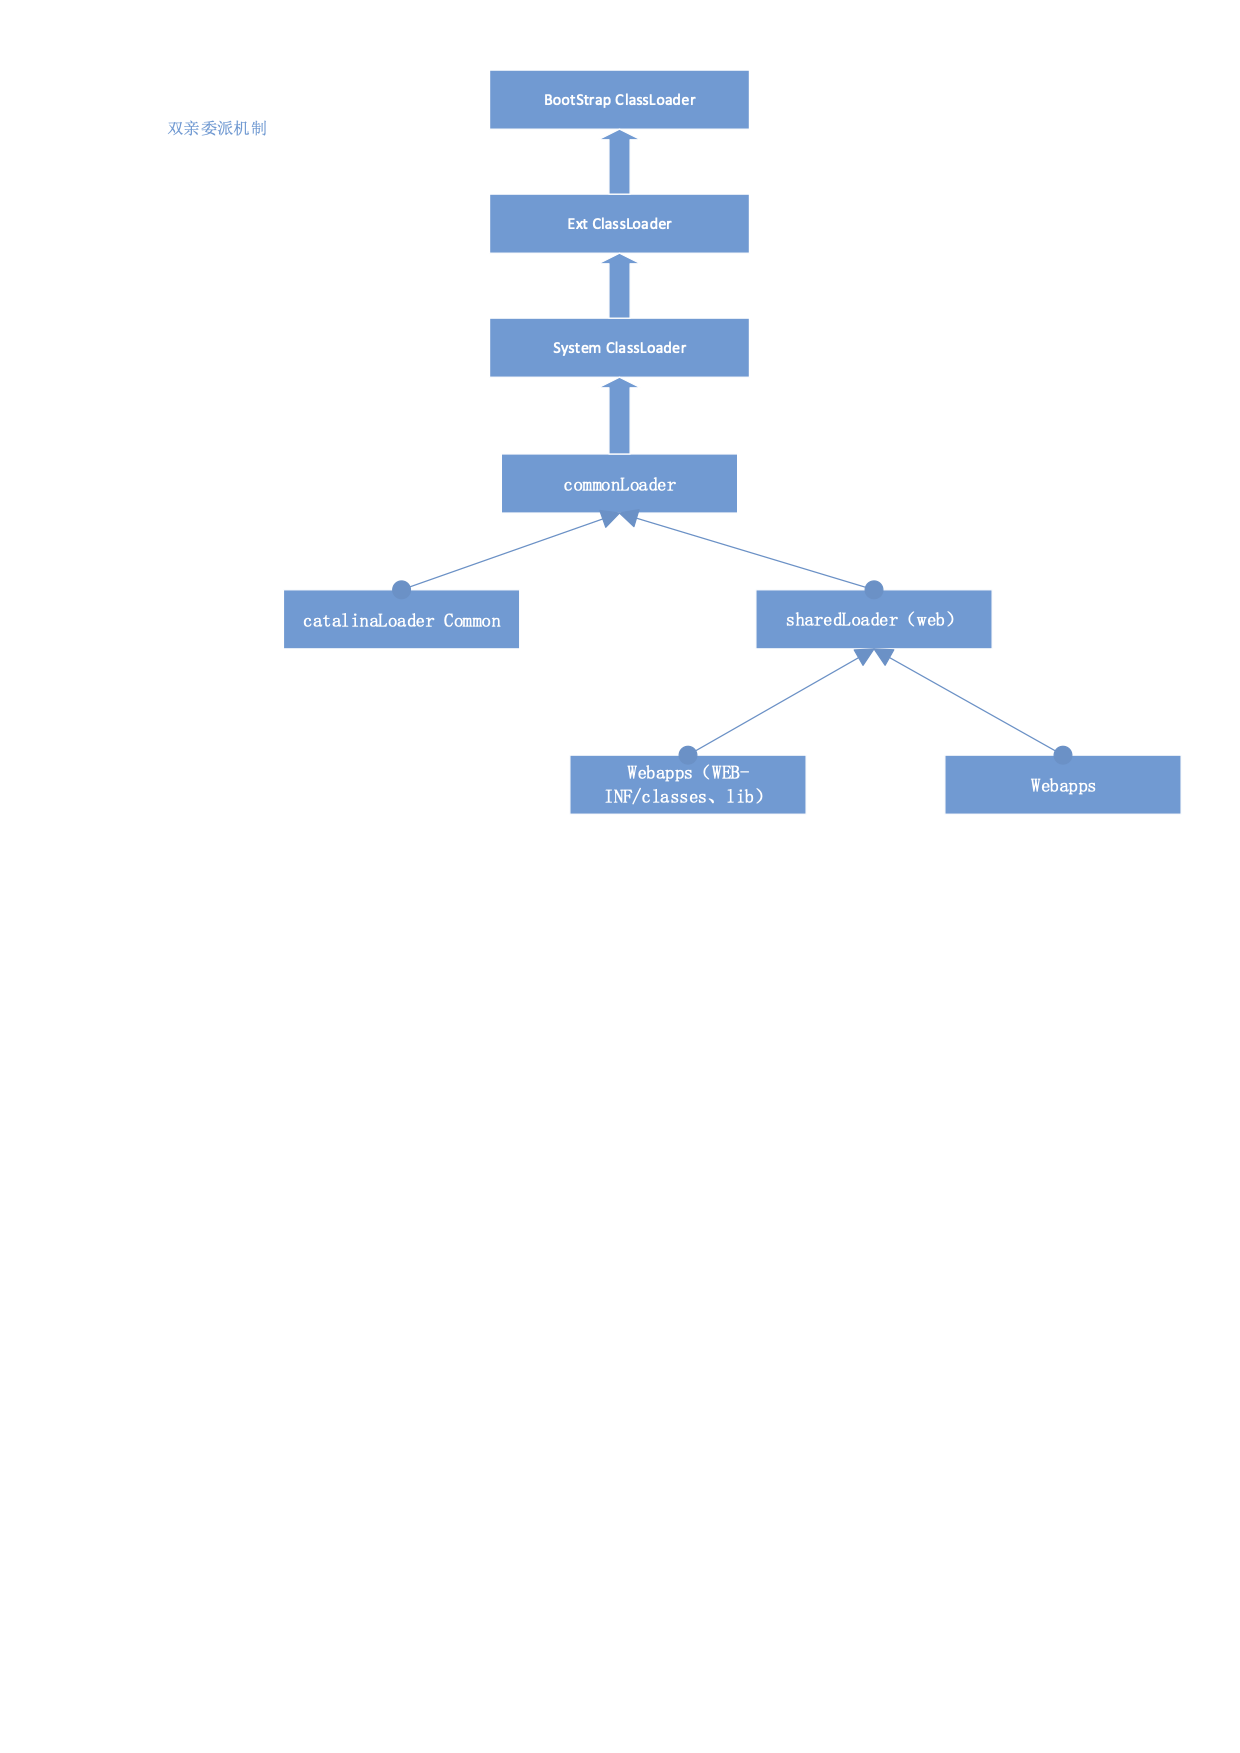 BootStrap ClassLoader
双亲委派机制
Ext ClassLoader
System ClassLoader
commonLoader
catalinaLoader Common
sharedLoader（web）
Webapps（WEB-
INF/classes、lib）
Webapps